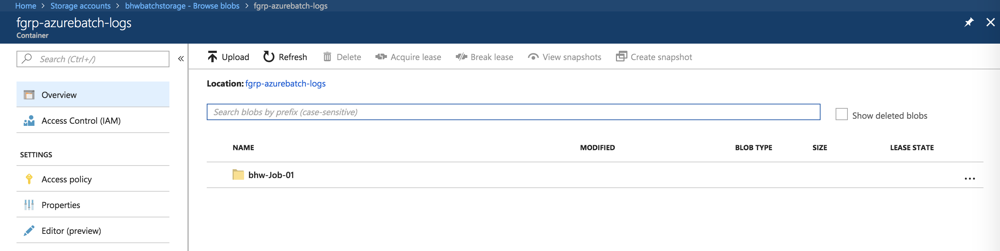 Home > Storage accounts > bhwbatchstorage - Browse blobs > fgrp-azurebatch-logs
fgrp-azurebatch-logs
Container
Search (Ctrl+/)
«
Overview
Access Control (IAM)
SETTINGS
Access policy
Properties
Editor (preview)
Upload Refresh Delete Acquire lease Break lease View snapshots Create snapshot
Location: fgrp-azurebatch-logs
Search blobs by prefix (case-sensitive)
Show deleted blobs
NAME MODIFIED BLOB TYPE SIZE LEASE STATE
bhw-Job-01 ...